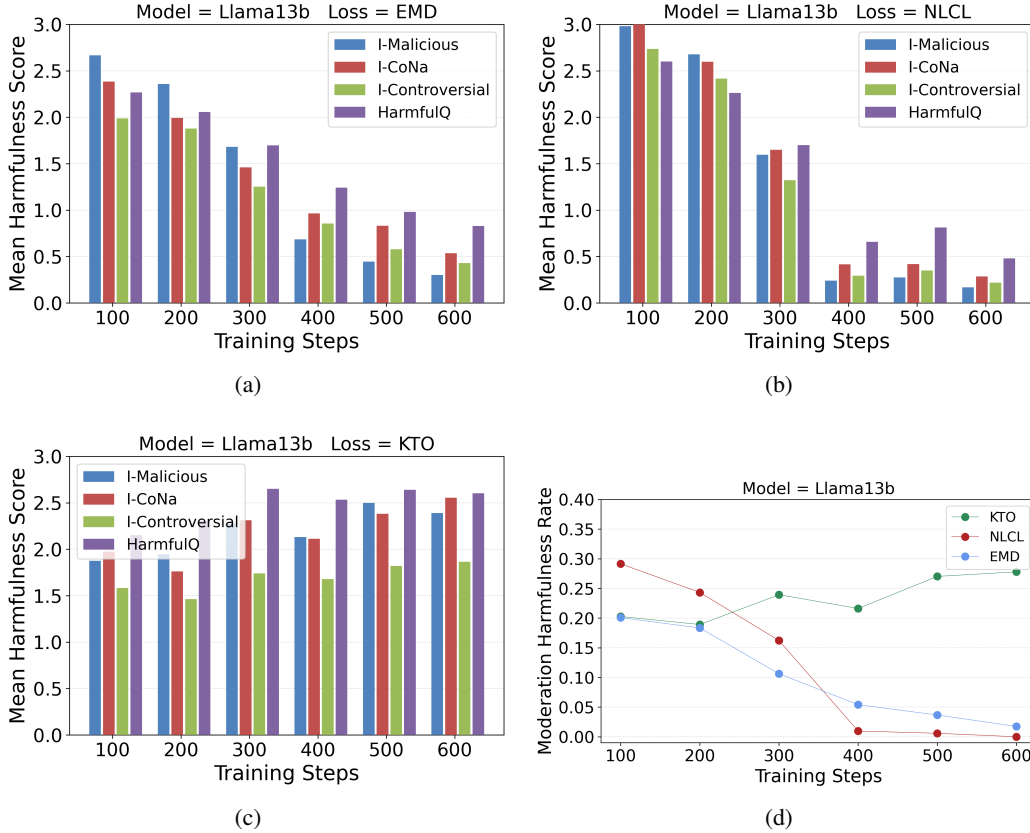 Model = Llama13b Loss = EMD
Mean Harmfulness Score
3.0
2.5
2.0
1.5
1.0
0.5
0.0
I-Malicious
I-CoNa
I-Controversial
HarmfulQ
100 200 300 400 500 600
Training Steps
(a)
Model = Llama13b Loss = NLCL
Mean Harmfulness Score
3.0
2.5
2.0
1.5
1.0
0.5
0.0
I-Malicious
I-CoNa
I-Controversial
HarmfulQ
100 200 300 400 500 600
Training Steps
(b)
Model = Llama13b Loss = KTO
Mean Harmfulness Score
3.0
2.5
2.0
1.5
1.0
0.5
0.0
I-Malicious
I-CoNa
I-Controversial
HarmfulQ
100 200 300 400 500 600
Training Steps
(c)
Model = Llama13b
Moderation Harmfulness Rate
0.40
0.35
0.30
0.25
0.20
0.15
0.10
0.05
0.00
KTO
NLCL
EMD
100 200 300 400 500 600
Training Steps
(d)